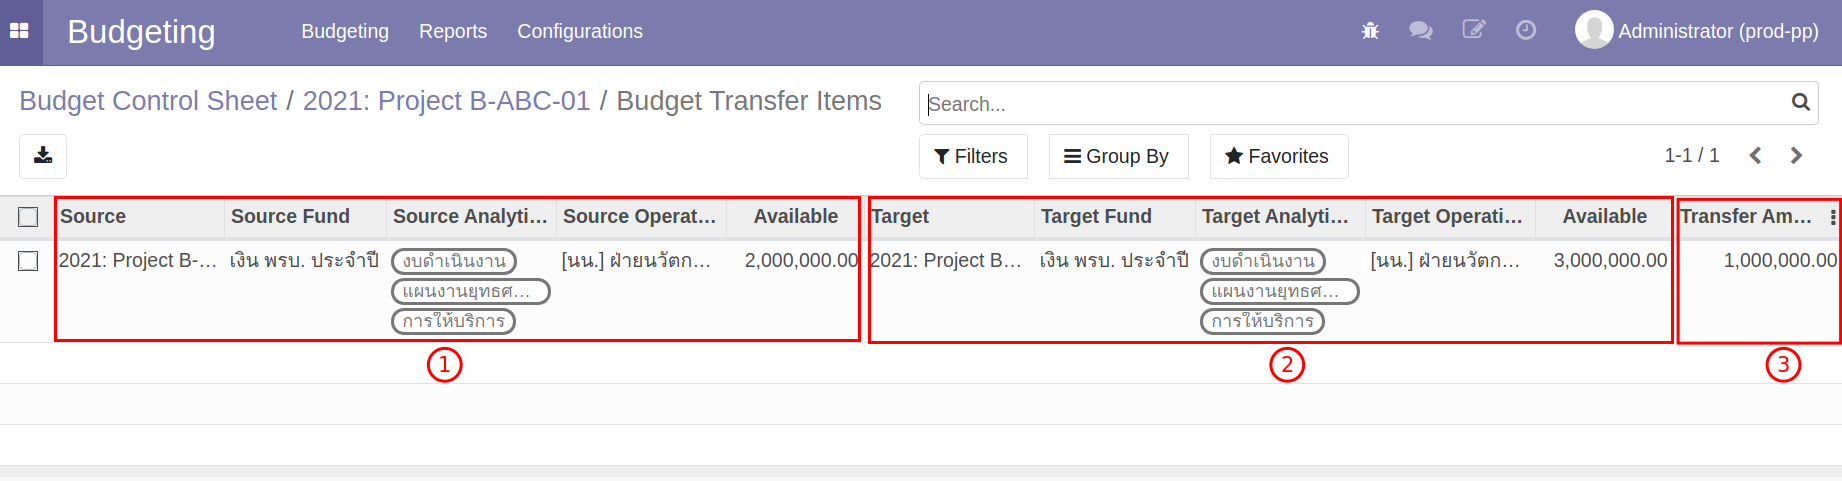 Budgeting Budgeting Reports Configurations Administrator (prod-pp)
Budget Control Sheet / 2021: Project B-ABC-01 / Budget Transfer Items Search...
Filters Group By Favorites 1-1 / 1
Source Source Fund Source Analyti... Source Operat... Available Target Target Fund Target Analyti... Target Operati... Available Transfer Am...
2021: Project B-... เงิน พรบ. ประจำปี งบดำเนินงาน [นน.] ฝ่ายนวัตก... 2,000,000.00 2021: Project B... เงิน พรบ. ประจำปี งบดำเนินงาน [นน.] ฝ่ายนวัตก... 3,000,000.00 1,000,000.00
แผนงานยุทธศ... แผนงานยุทธศ...
การให้บริการ การให้บริการ
1 2 3